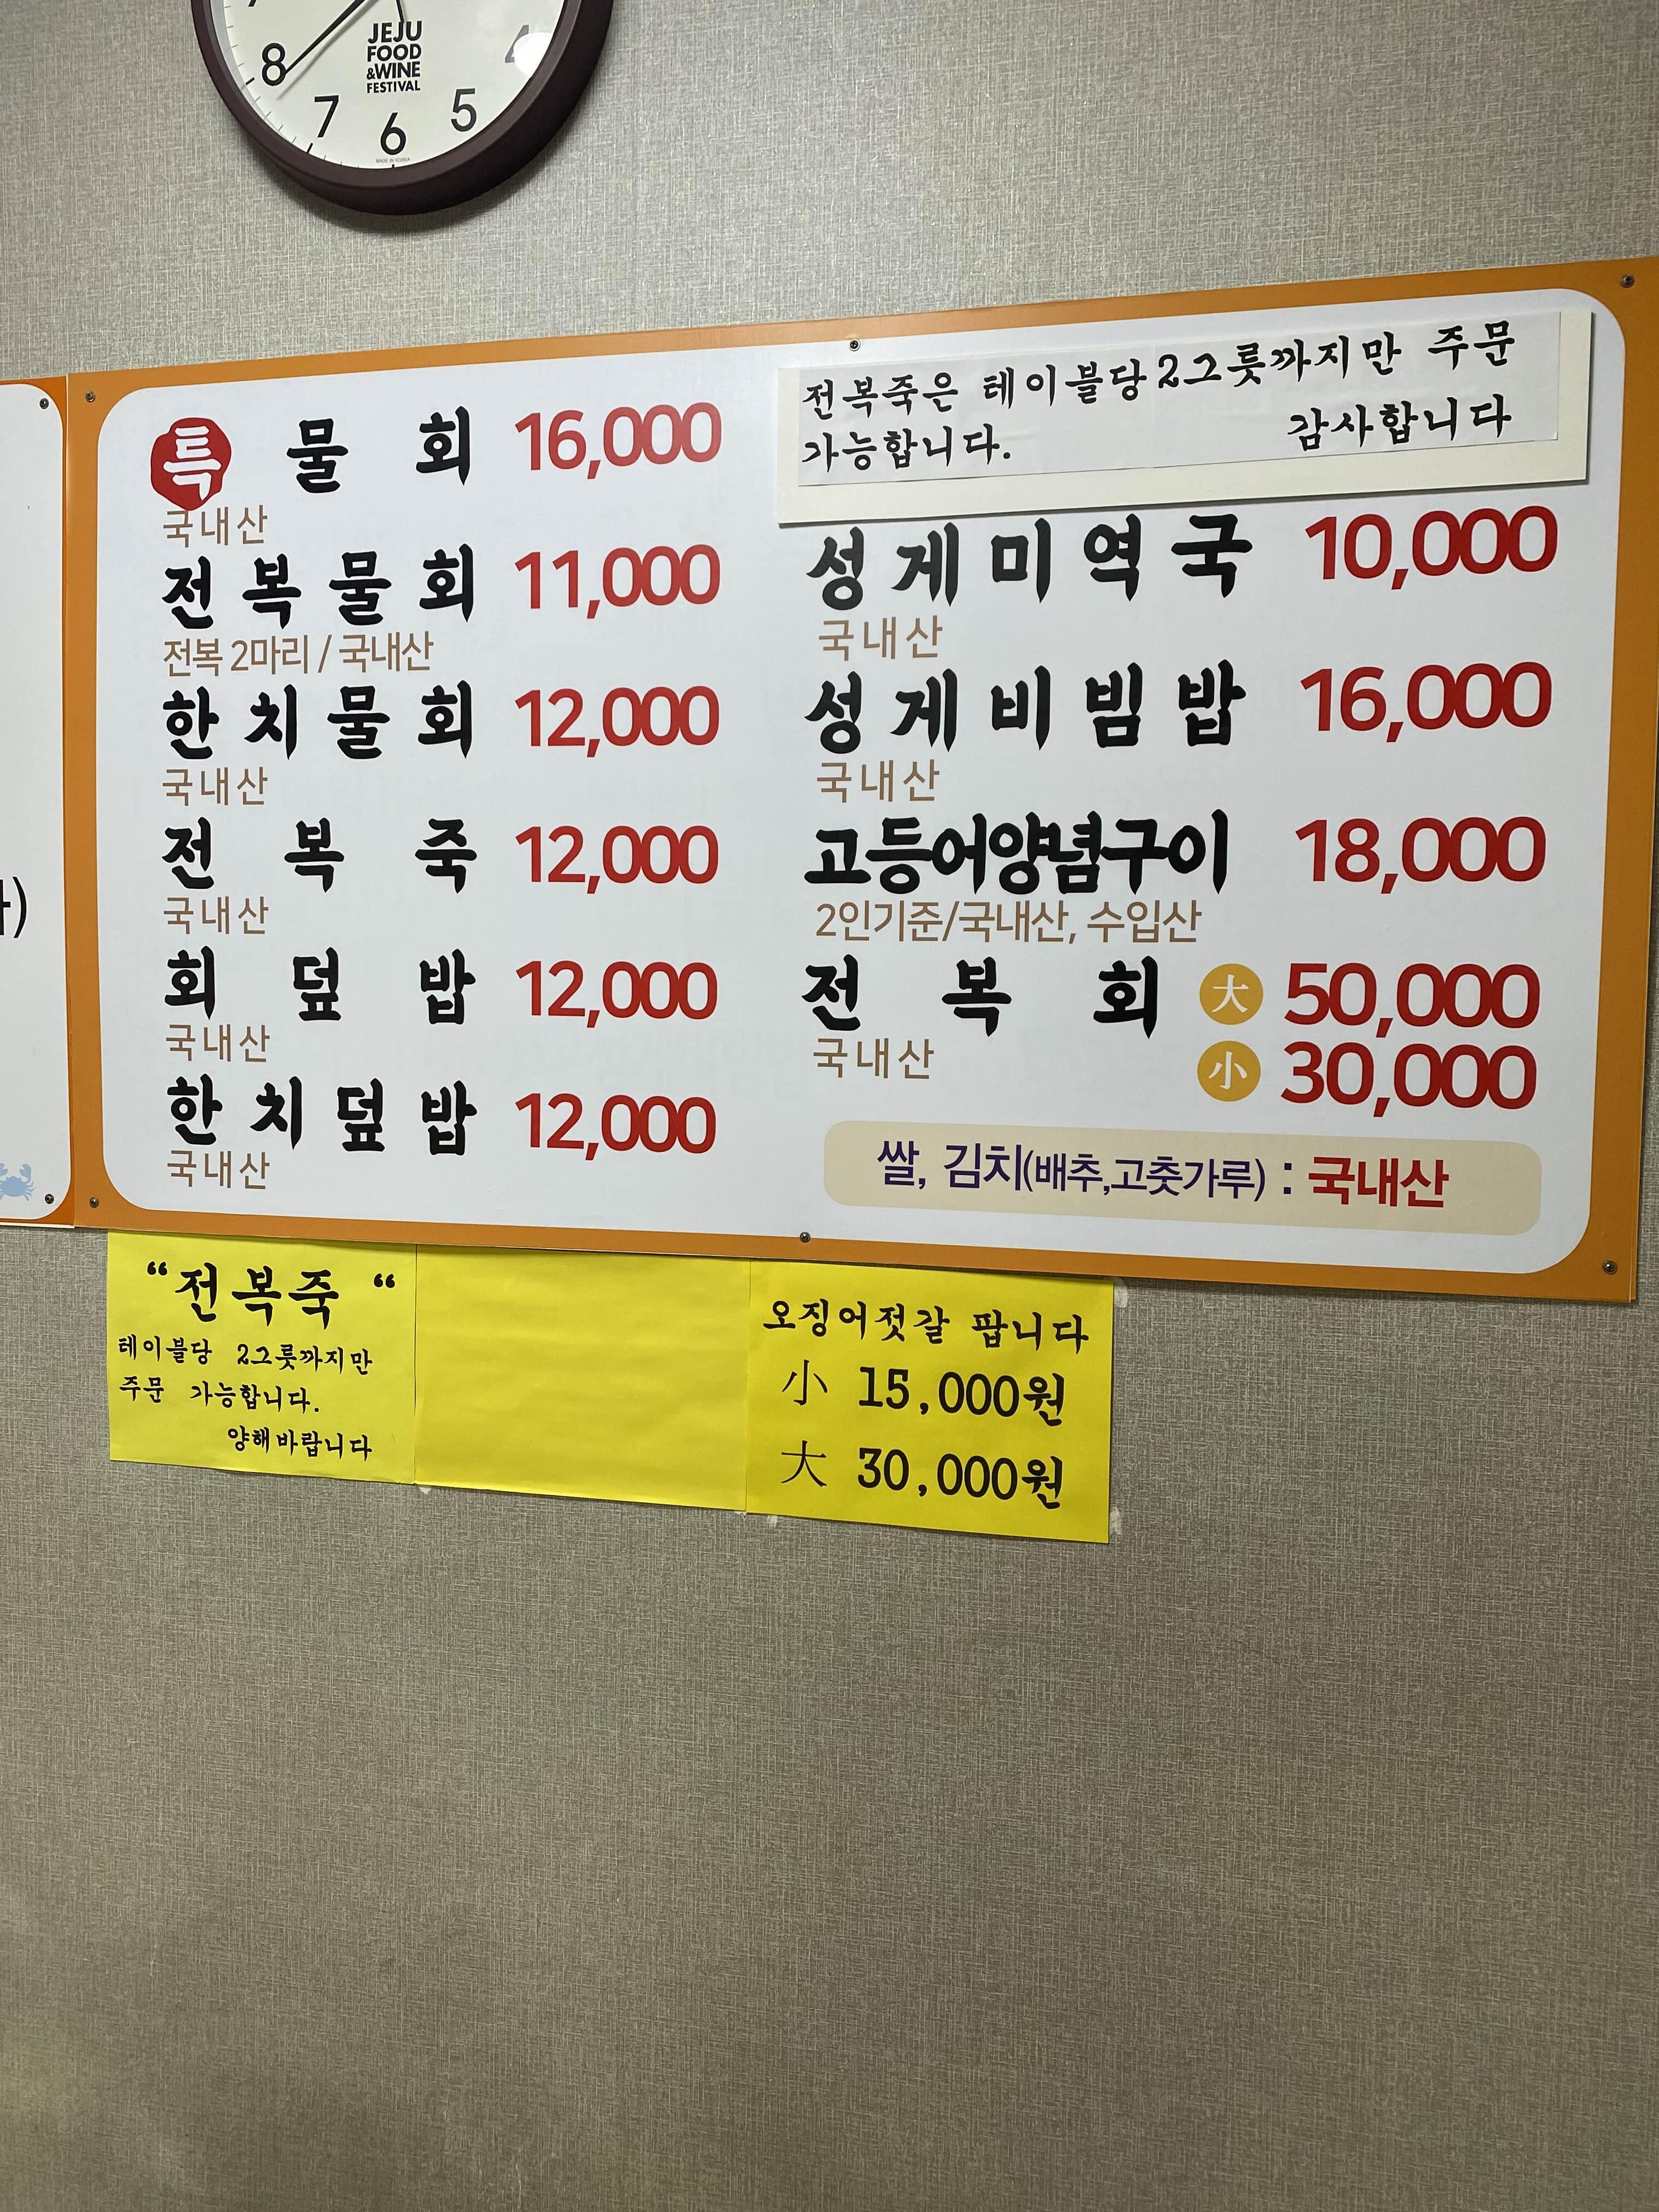 8
7
6
5
4
JEJU
FOOD
&WINE
FESTIVAL
MADE IN KOREA
특 물회 16,000
국내산
전복물회 11,000
전복 2마리 / 국내산
한치물회 12,000
국내산
전복죽 12,000
국내산
회덮밥 12,000
국내산
한치덮밥 12,000
국내산
전복죽은 테이블당 2그릇까지만 주문
가능합니다. 감사합니다
성게미역국 10,000
국내산
성게비빔밥 16,000
국내산
고등어양념구이 18,000
2인기준/국내산, 수입산
전복회 大 50,000
국내산 小 30,000
쌀, 김치(배추,고춧가루) : 국내산
“전복죽“
테이블당 2그릇까지만
주문 가능합니다.
양해바랍니다
오징어젓갈 팝니다
小 15,000원
大 30,000원